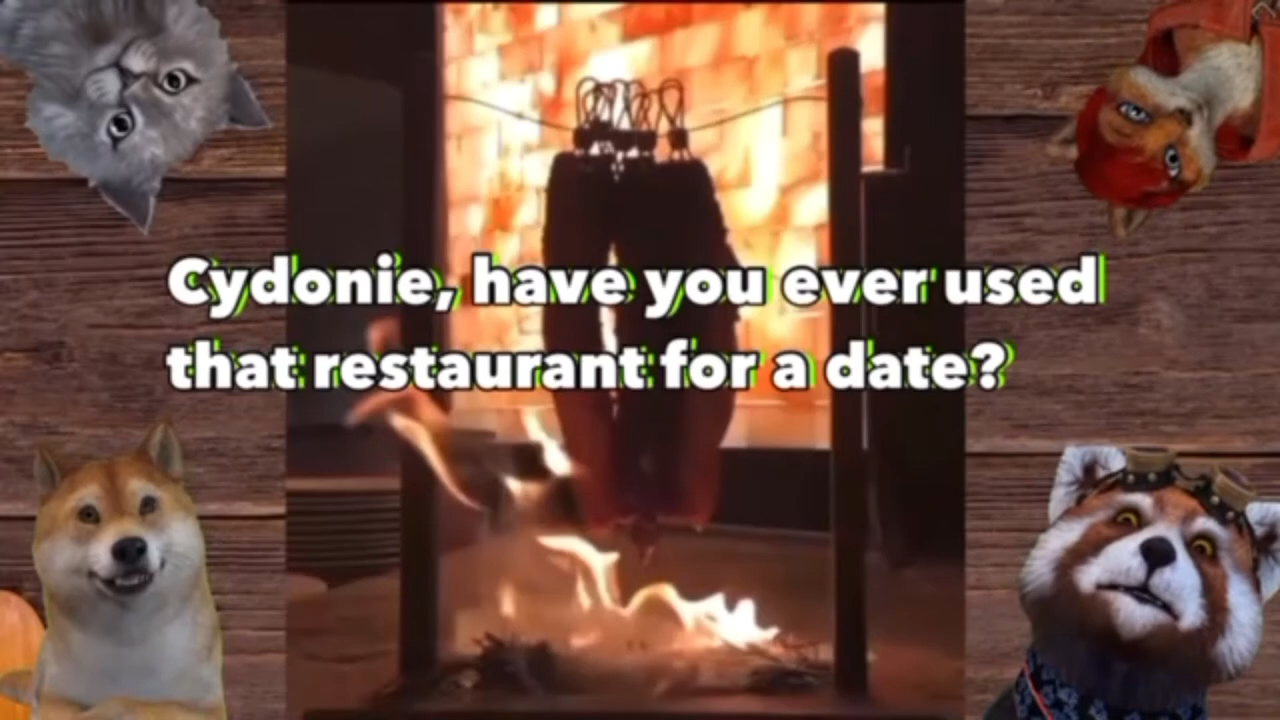 Cydonie, have you ever used
that restaurant for a date?